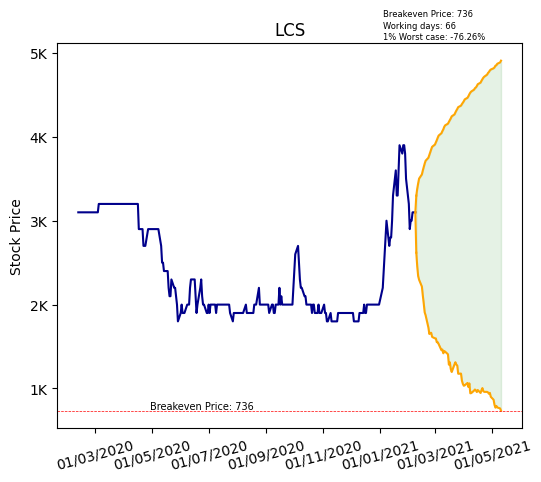 Breakeven Price: 736
Working days: 66
1% Worst case: -76.26%
LCS
5K
4K
3K
2K
1K
Stock Price
Breakeven Price: 736
01/03/2020 01/05/2020 01/07/2020 01/09/2020 01/11/2020 01/01/2021 01/03/2021 01/05/2021